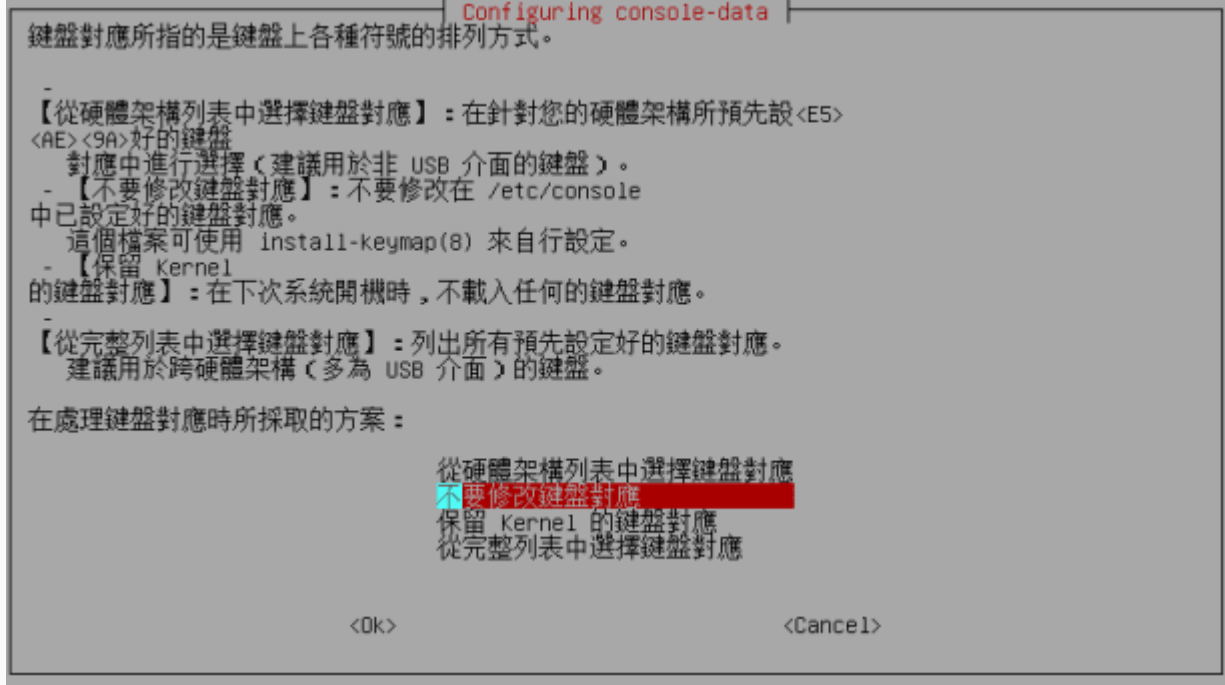 Configuring console-data
鍵盤對應所指的是鍵盤上各種符號的排列方式。
-
【從硬體架構列表中選擇鍵盤對應】:在針對您的硬體架構所預先設<E5>
<AE><9A>好的鍵盤
對應中進行選擇(建議用於非 USB 介面的鍵盤)。
- 【不要修改鍵盤對應】:不要修改在 /etc/console
中已設定好的鍵盤對應。
這個檔案可使用 install-keymap(8) 來自行設定。
- 【保留 Kernel
的鍵盤對應】:在下次系統開機時,不載入任何的鍵盤對應。
-
【從完整列表中選擇鍵盤對應】:列出所有預先設定好的鍵盤對應。
建議用於跨硬體架構(多為 USB 介面)的鍵盤。
在處理鍵盤對應時所採取的方案:
從硬體架構列表中選擇鍵盤對應
不要修改鍵盤對應
保留 Kernel 的鍵盤對應
從完整列表中選擇鍵盤對應
<Ok> <Cancel>